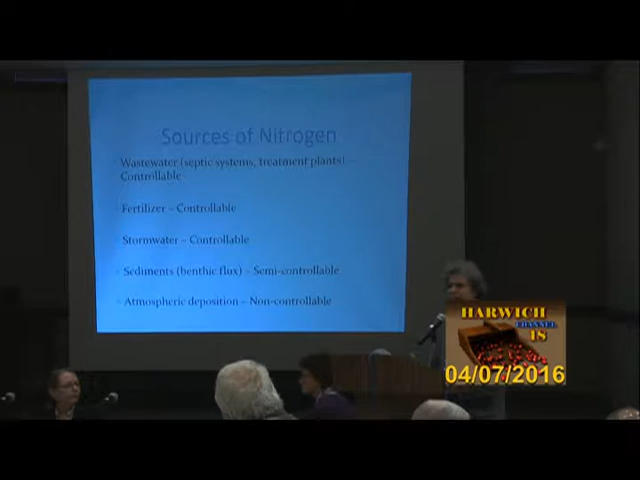 Sources of Nitrogen
Wastewater (septic systems, treatment plants) –
Controllable
Fertilizer – Controllable
Stormwater – Controllable
Sediments (benthic flux) – Semi-controllable
Atmospheric deposition – Non-controllable
HARWICH
CHANNEL
18
04/07/2016